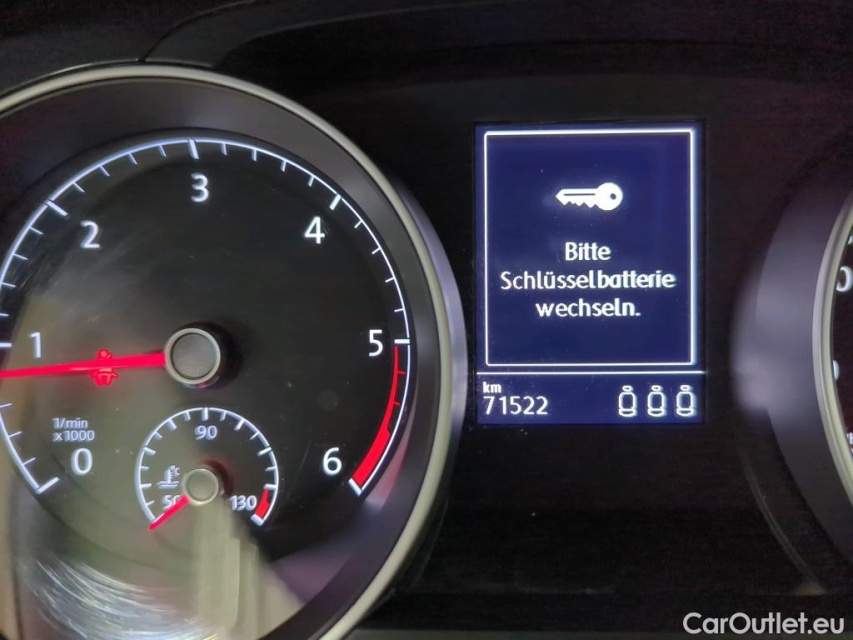 3
2
4
1
5
1/min
x1000
0
6
90
50
130
Bitte
Schlüsselbatterie
wechseln.
km
71522
CarOutlet.eu